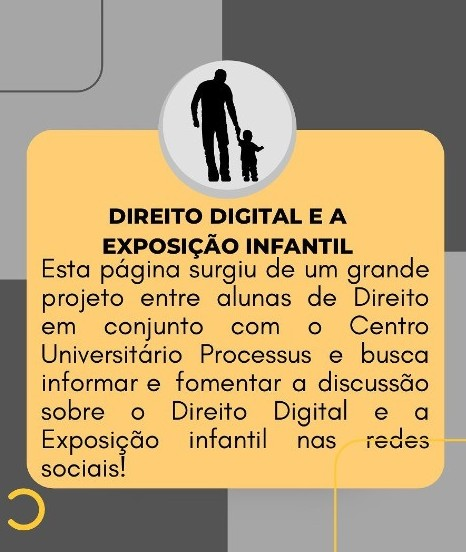 DIREITO DIGITAL E A
EXPOSIÇÃO INFANTIL
Esta página surgiu de um grande
projeto entre alunas de Direito
em conjunto com o Centro
Universitário Processus e busca
informar e fomentar a discussão
sobre o Direito Digital e a
Exposição infantil nas redes
sociais!